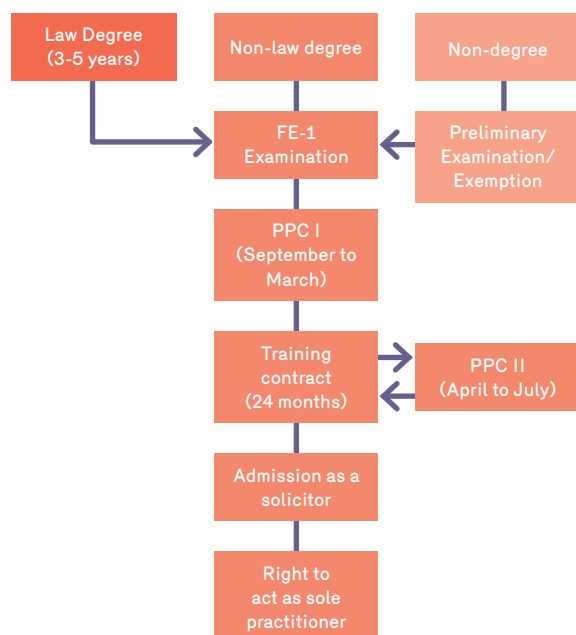 Law Degree
(3-5 years)
Non-law degree
Non-degree
FE-1
Examination
Preliminary
Examination/
Exemption
PPC I
(September to
March)
Training
contract
(24 months)
PPC II
(April to July)
Admission as a
solicitor
Right to
act as sole
practitioner